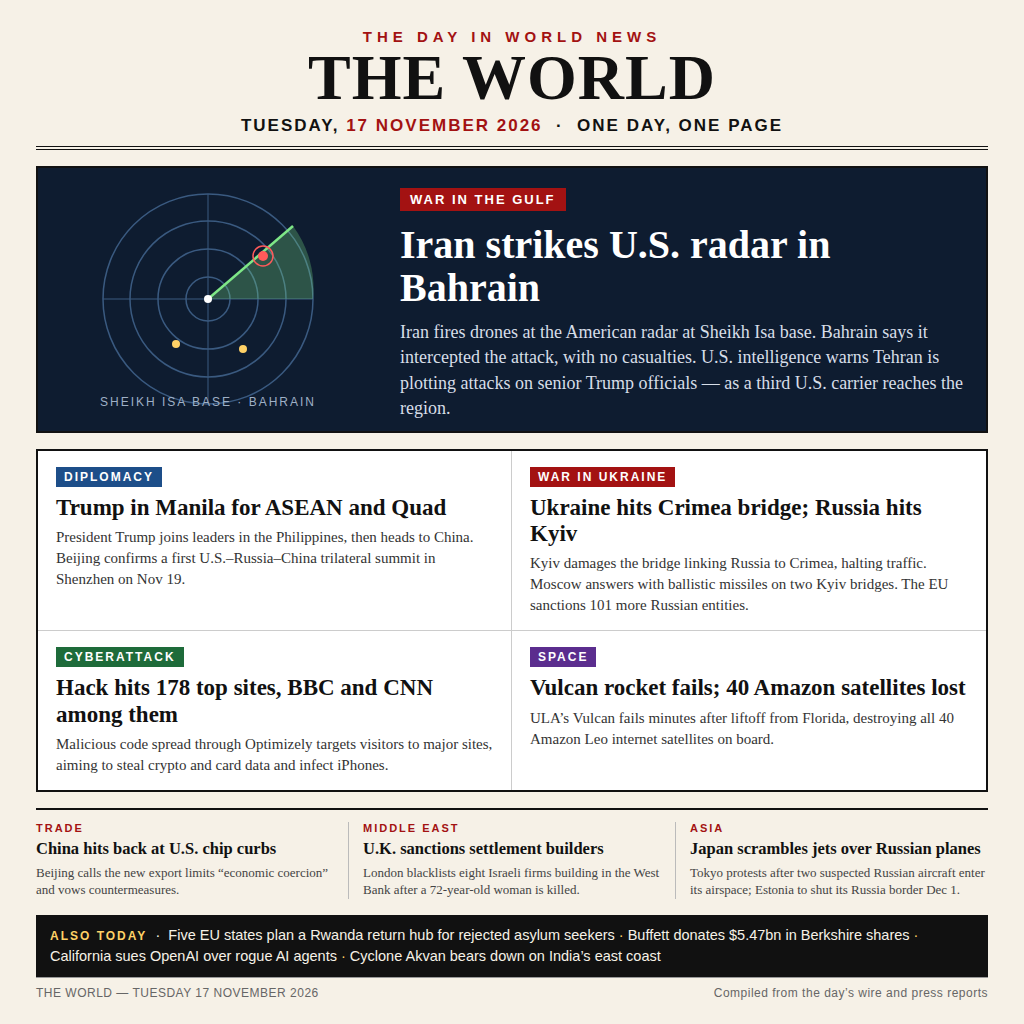 THE DAY IN WORLD NEWS
THE WORLD
TUESDAY, 17 NOVEMBER 2026 · ONE DAY, ONE PAGE
SHEIKH ISA BASE · BAHRAIN
WAR IN THE GULF
Iran strikes U.S. radar in
Bahrain
Iran fires drones at the American radar at Sheikh Isa base. Bahrain says it
intercepted the attack, with no casualties. U.S. intelligence warns Tehran is
plotting attacks on senior Trump officials — as a third U.S. carrier reaches the
region.
DIPLOMACY
Trump in Manila for ASEAN and Quad
President Trump joins leaders in the Philippines, then heads to China.
Beijing confirms a first U.S.–Russia–China trilateral summit in
Shenzhen on Nov 19.
WAR IN UKRAINE
Ukraine hits Crimea bridge; Russia hits
Kyiv
Kyiv damages the bridge linking Russia to Crimea, halting traffic.
Moscow answers with ballistic missiles on two Kyiv bridges. The EU
sanctions 101 more Russian entities.
CYBERATTACK
Hack hits 178 top sites, BBC and CNN
among them
Malicious code spread through Optimizely targets visitors to major sites,
aiming to steal crypto and card data and infect iPhones.
SPACE
Vulcan rocket fails; 40 Amazon satellites lost
ULA’s Vulcan fails minutes after liftoff from Florida, destroying all 40
Amazon Leo internet satellites on board.
TRADE
China hits back at U.S. chip curbs
Beijing calls the new export limits “economic coercion”
and vows countermeasures.
MIDDLE EAST
U.K. sanctions settlement builders
London blacklists eight Israeli firms building in the West
Bank after a 72-year-old woman is killed.
ASIA
Japan scrambles jets over Russian planes
Tokyo protests after two suspected Russian aircraft enter
its airspace; Estonia to shut its Russia border Dec 1.
ALSO TODAY · Five EU states plan a Rwanda return hub for rejected asylum seekers · Buffett donates $5.47bn in Berkshire shares ·
California sues OpenAI over rogue AI agents · Cyclone Akvan bears down on India’s east coast
THE WORLD — TUESDAY 17 NOVEMBER 2026
Compiled from the day’s wire and press reports